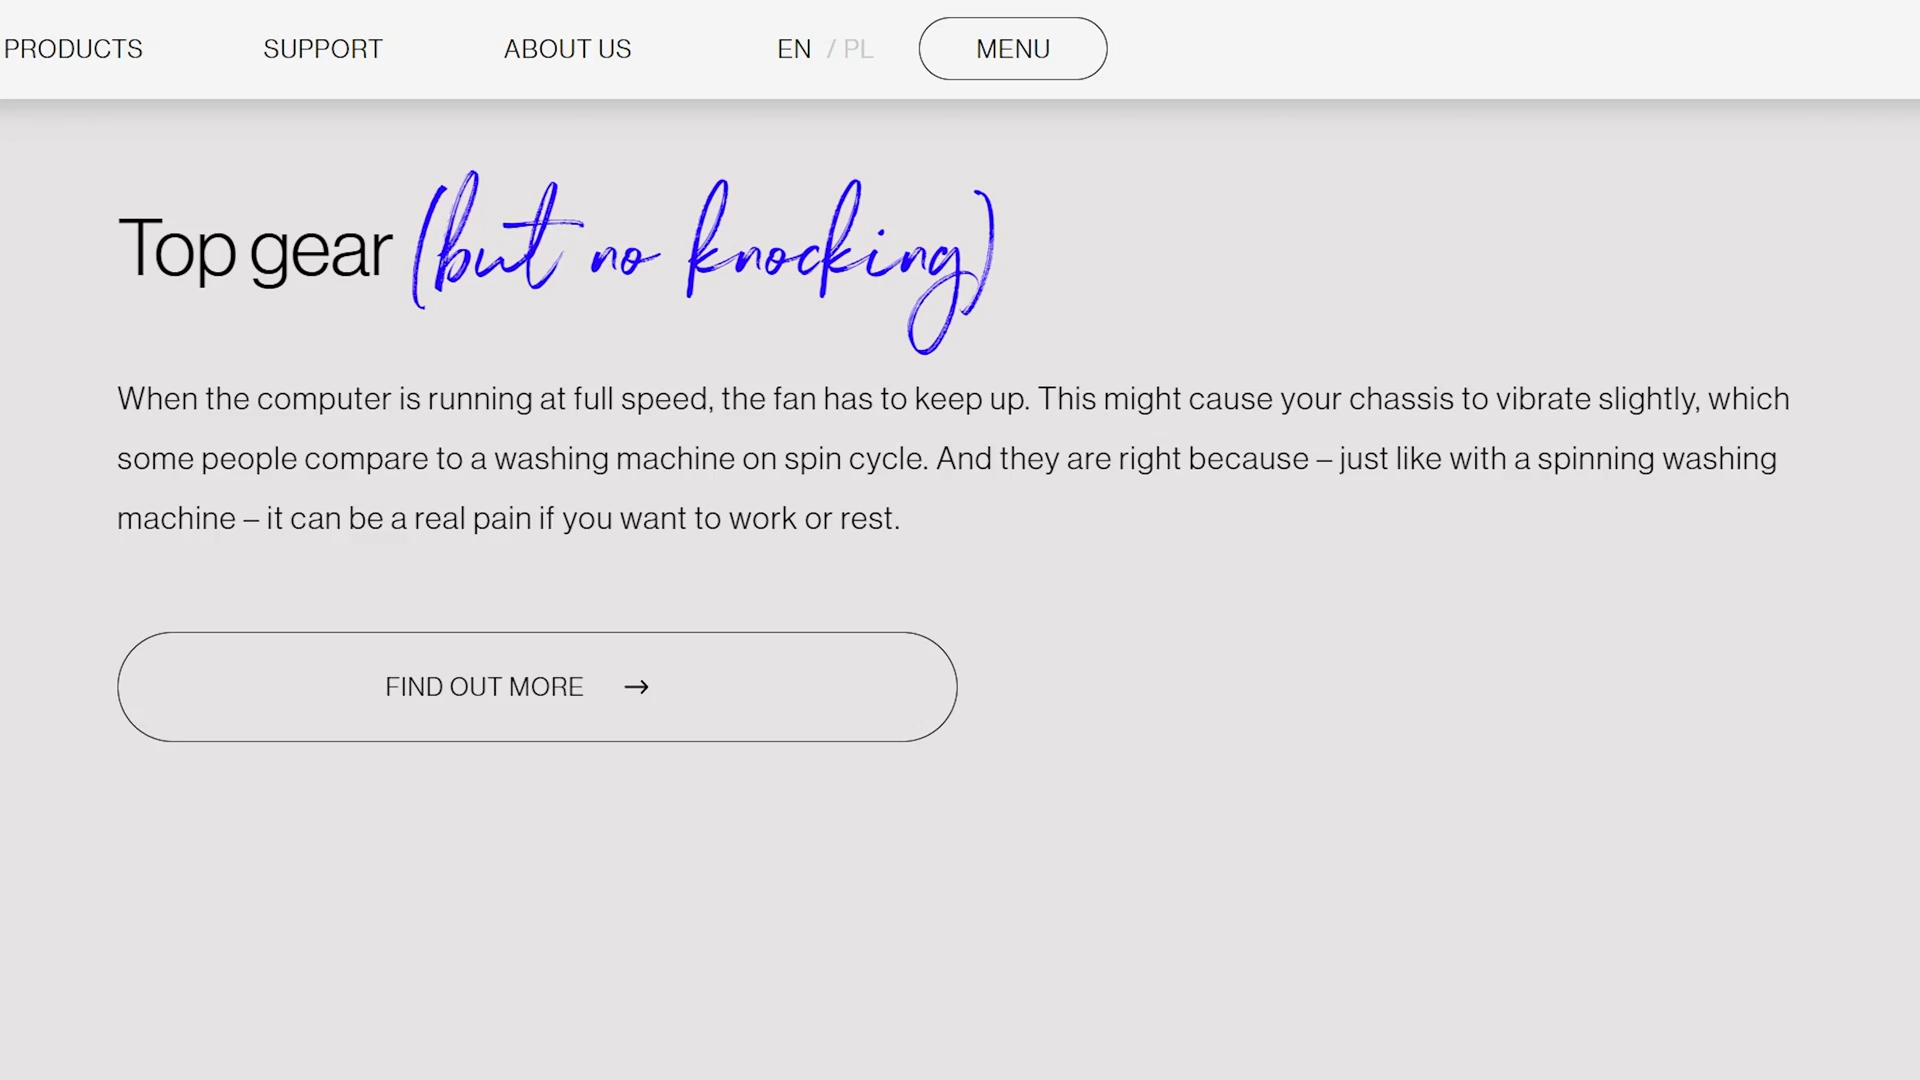 PRODUCTS SUPPORT ABOUT US EN / PL MENU
Top gear (but no knocking)
When the computer is running at full speed, the fan has to keep up. This might cause your chassis to vibrate slightly, which
some people compare to a washing machine on spin cycle. And they are right because – just like with a spinning washing
machine – it can be a real pain if you want to work or rest.
FIND OUT MORE →